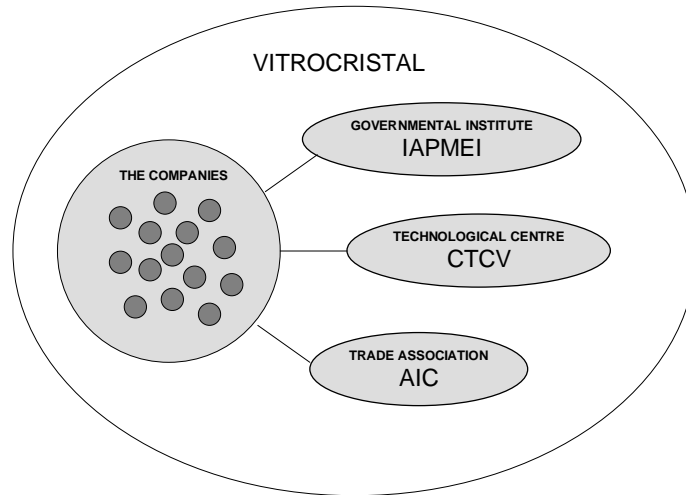 VITROCRISTAL
GOVERNMENTAL INSTITUTE
IAPMEI
THE COMPANIES
TECHNOLOGICAL CENTRE
CTCV
TRADE ASSOCIATION
AIC